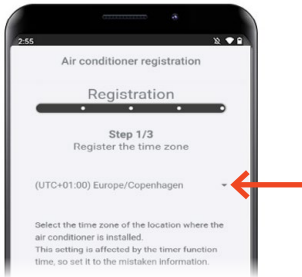 2:55
Air conditioner registration
Registration
Step 1/3
Register the time zone
(UTC+01:00) Europe/Copenhagen
Select the time zone of the location where the
air conditioner is installed.
This setting is affected by the timer function
time, so set it to the mistaken information.